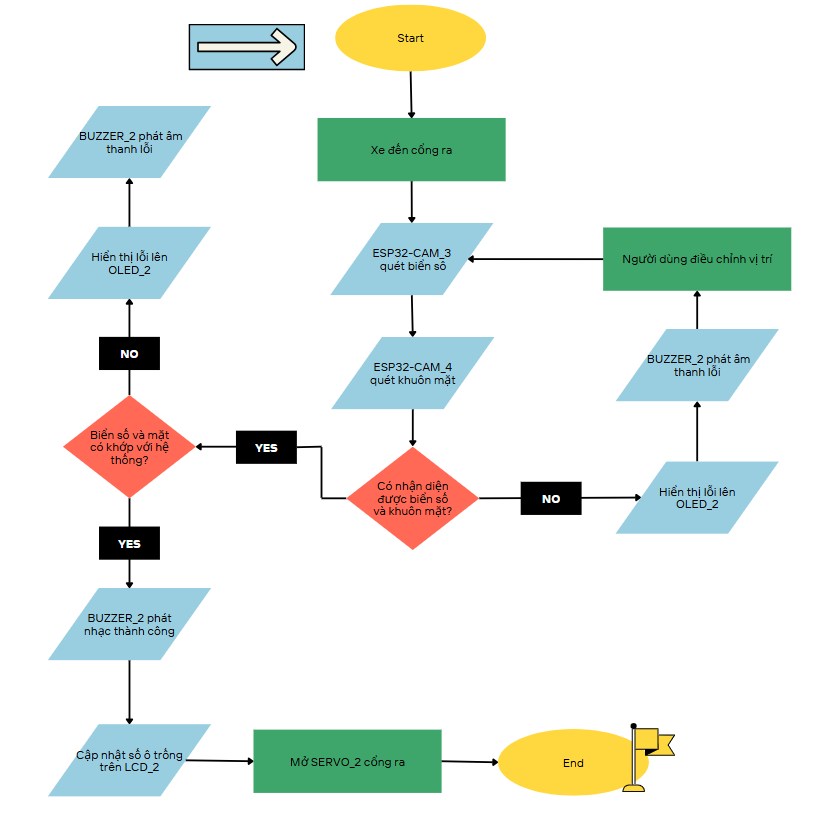 Start
Xe đến cổng ra
ESP32-CAM_3
quét biển số
ESP32-CAM_4
quét khuôn mặt
Có nhận diện
được biển số
và khuôn mặt?
NO
Hiển thị lỗi lên
OLED_2
BUZZER_2 phát âm
thanh lỗi
Người dùng điều chỉnh vị trí
YES
Biển số và mặt
có khớp với hệ
thống?
NO
Hiển thị lỗi lên
OLED_2
BUZZER_2 phát âm
thanh lỗi
YES
BUZZER_2 phát
nhạc thành công
Cập nhật số ô trống
trên LCD_2
Mở SERVO_2 cổng ra
End